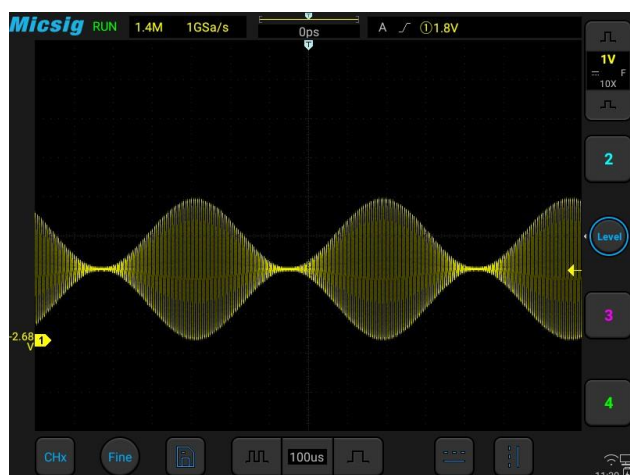 Micsig RUN 1.4M 1GSa/s 0ps A ①1.8V
T
T
1V
F
10X
2
Level
3
4
-2.68
V
1
CHx Fine 100us